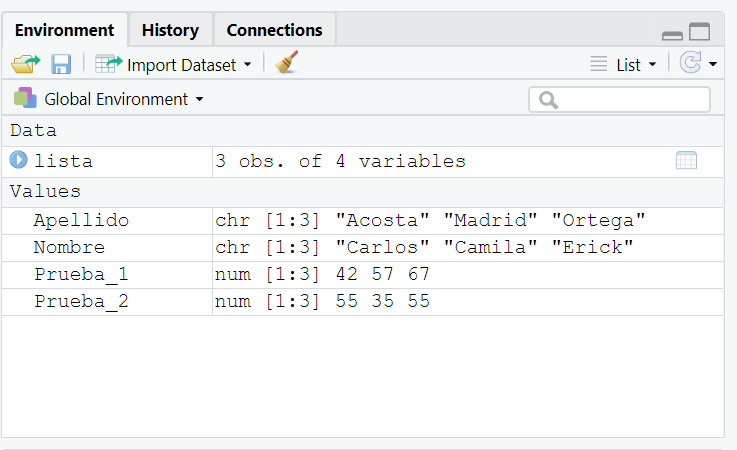 Environment History Connections
Import Dataset List
Global Environment
Data
lista 3 obs. of 4 variables
Values
Apellido chr [1:3] "Acosta" "Madrid" "Ortega"
Nombre chr [1:3] "Carlos" "Camila" "Erick"
Prueba_1 num [1:3] 42 57 67
Prueba_2 num [1:3] 55 35 55